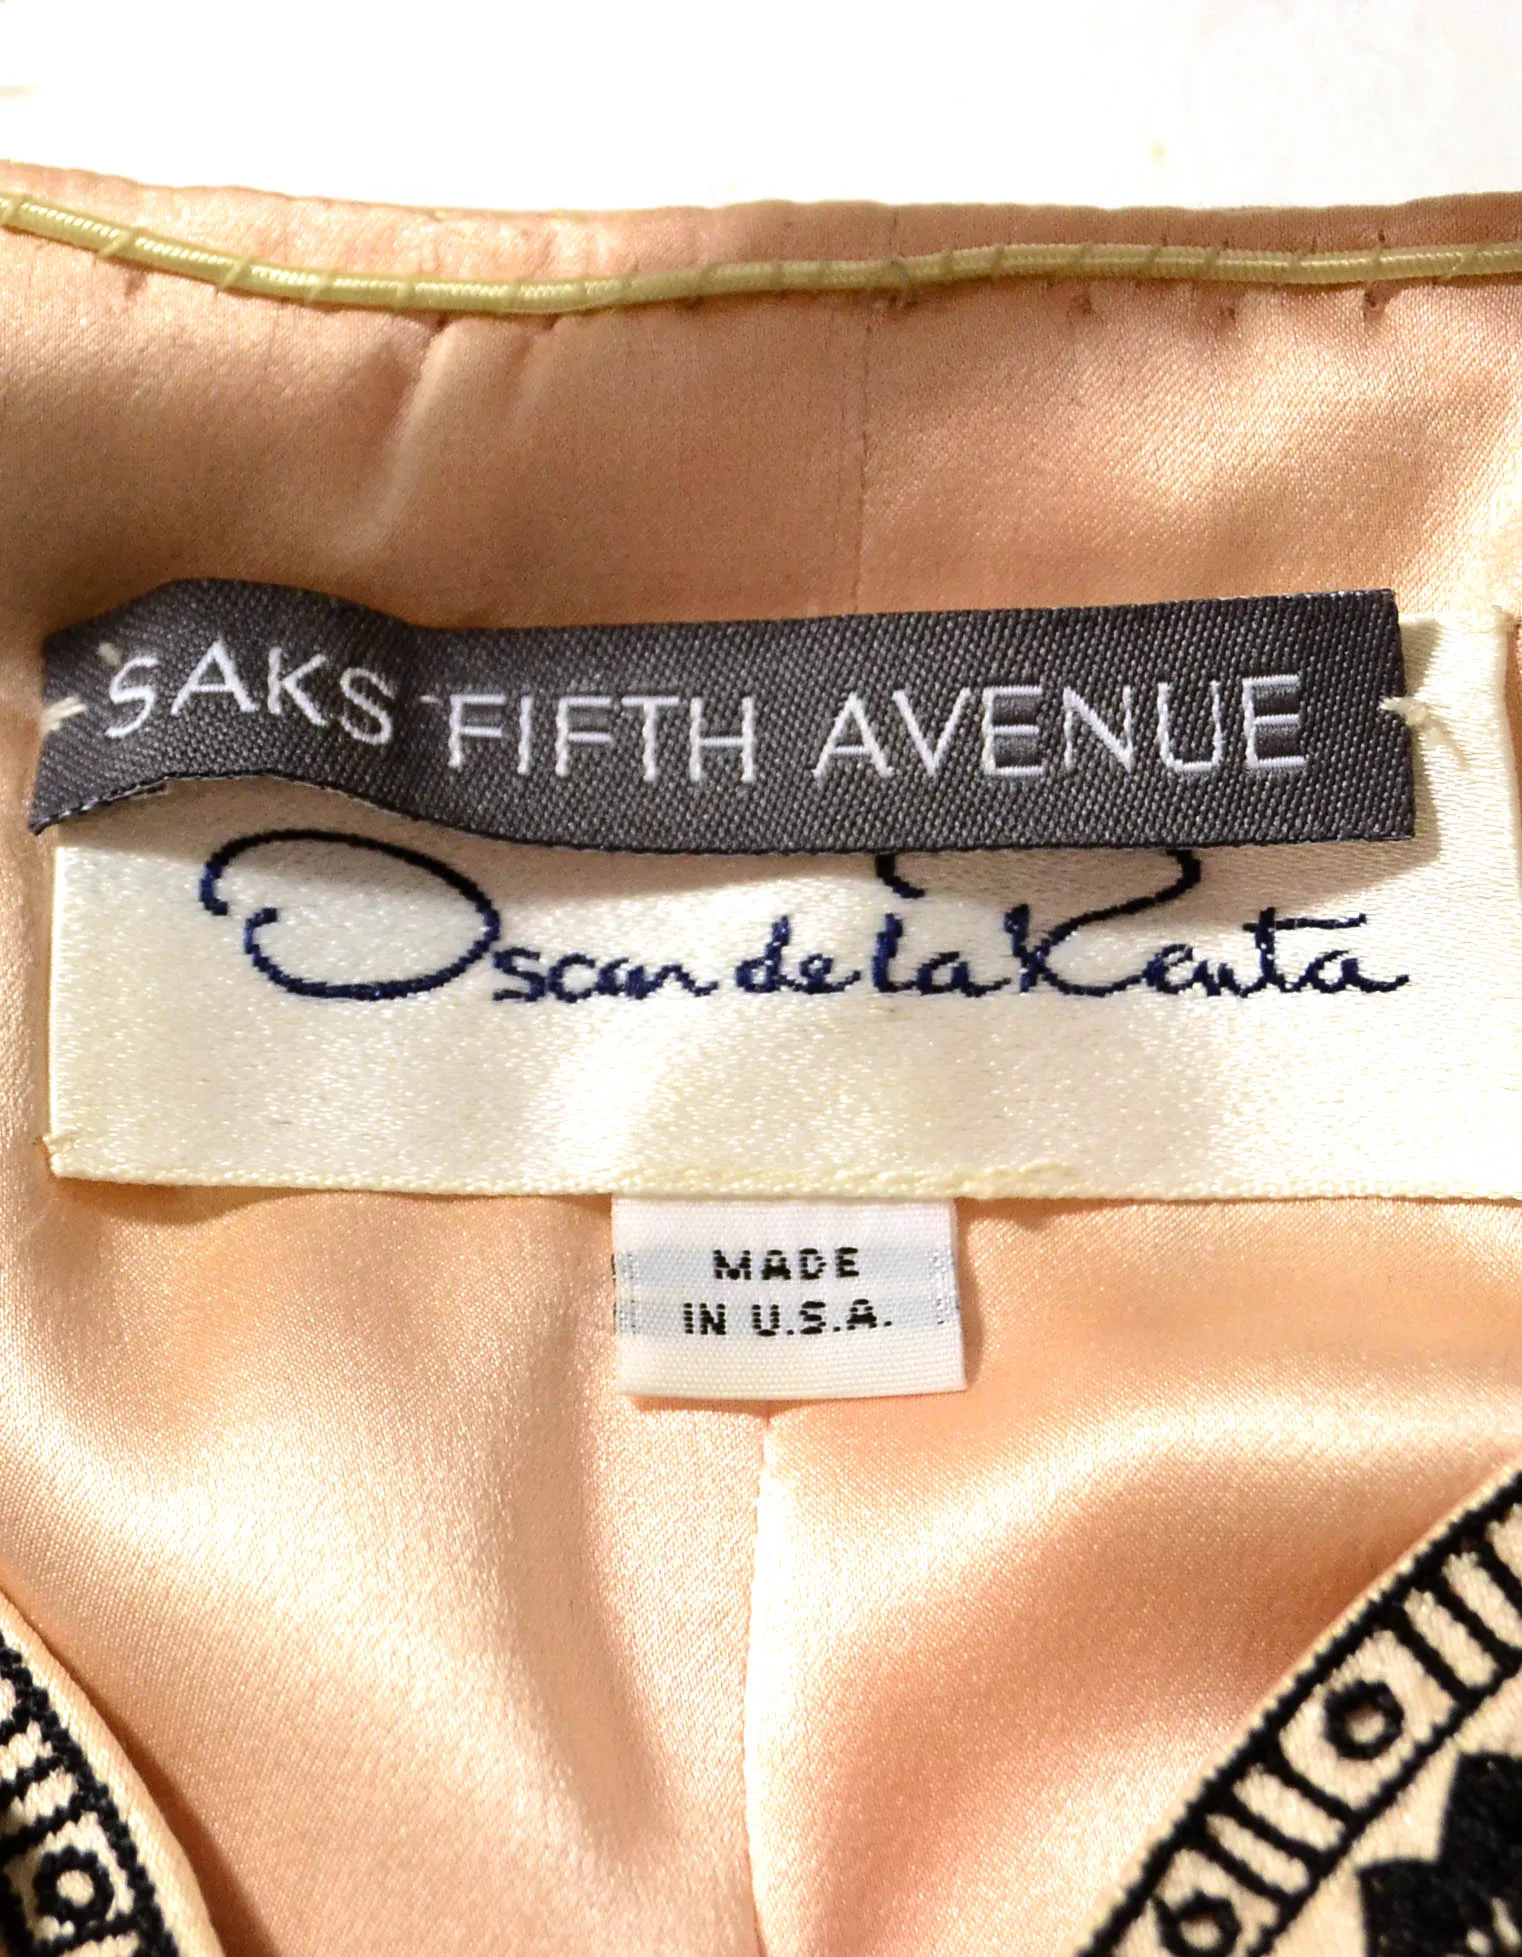 SAKS FIFTH AVENUE
Oscar de la Renta
MADE
IN U.S.A.